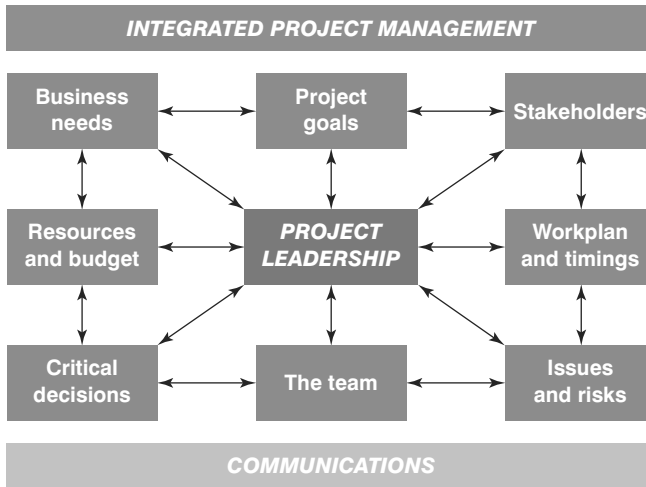 INTEGRATED PROJECT MANAGEMENT
Business
needs
Project
goals
Stakeholders
Resources
and budget
PROJECT
LEADERSHIP
Workplan
and timings
Critical
decisions
The team
Issues
and risks
COMMUNICATIONS